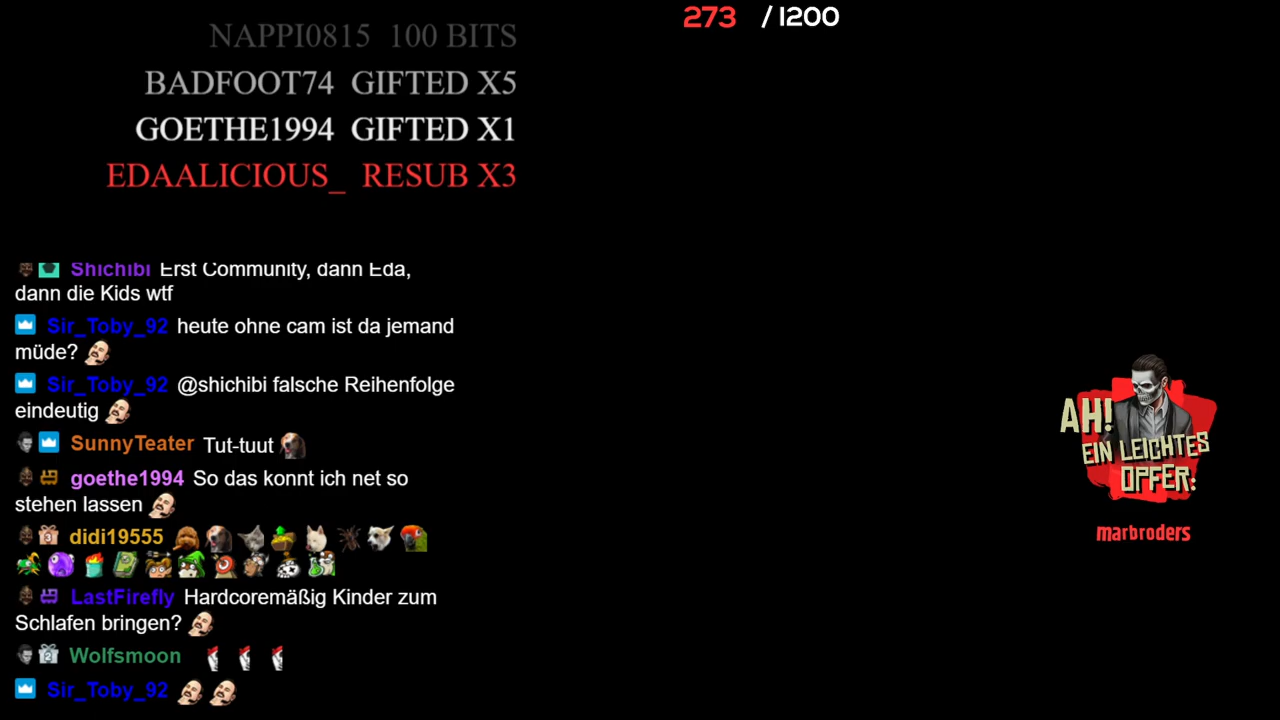 273 /1200
NAPPI0815 100 BITS
BADFOOT74 GIFTED X5
GOETHE1994 GIFTED X1
EDAALICIOUS_ RESUB X3
Shichibi Erst Community, dann Eda,
dann die Kids wtf
Sir_Toby_92 heute ohne cam ist da jemand
müde?
Sir_Toby_92 @shichibi falsche Reihenfolge
eindeutig
SunnyTeater Tut-tuut
goethe1994 So das konnt ich net so
stehen lassen
didi19555
LastFirefly Hardcoremäßig Kinder zum
Schlafen bringen?
Wolfsmoon
Sir_Toby_92
AH!
EIN LEICHTES
OPFER:
marbroders